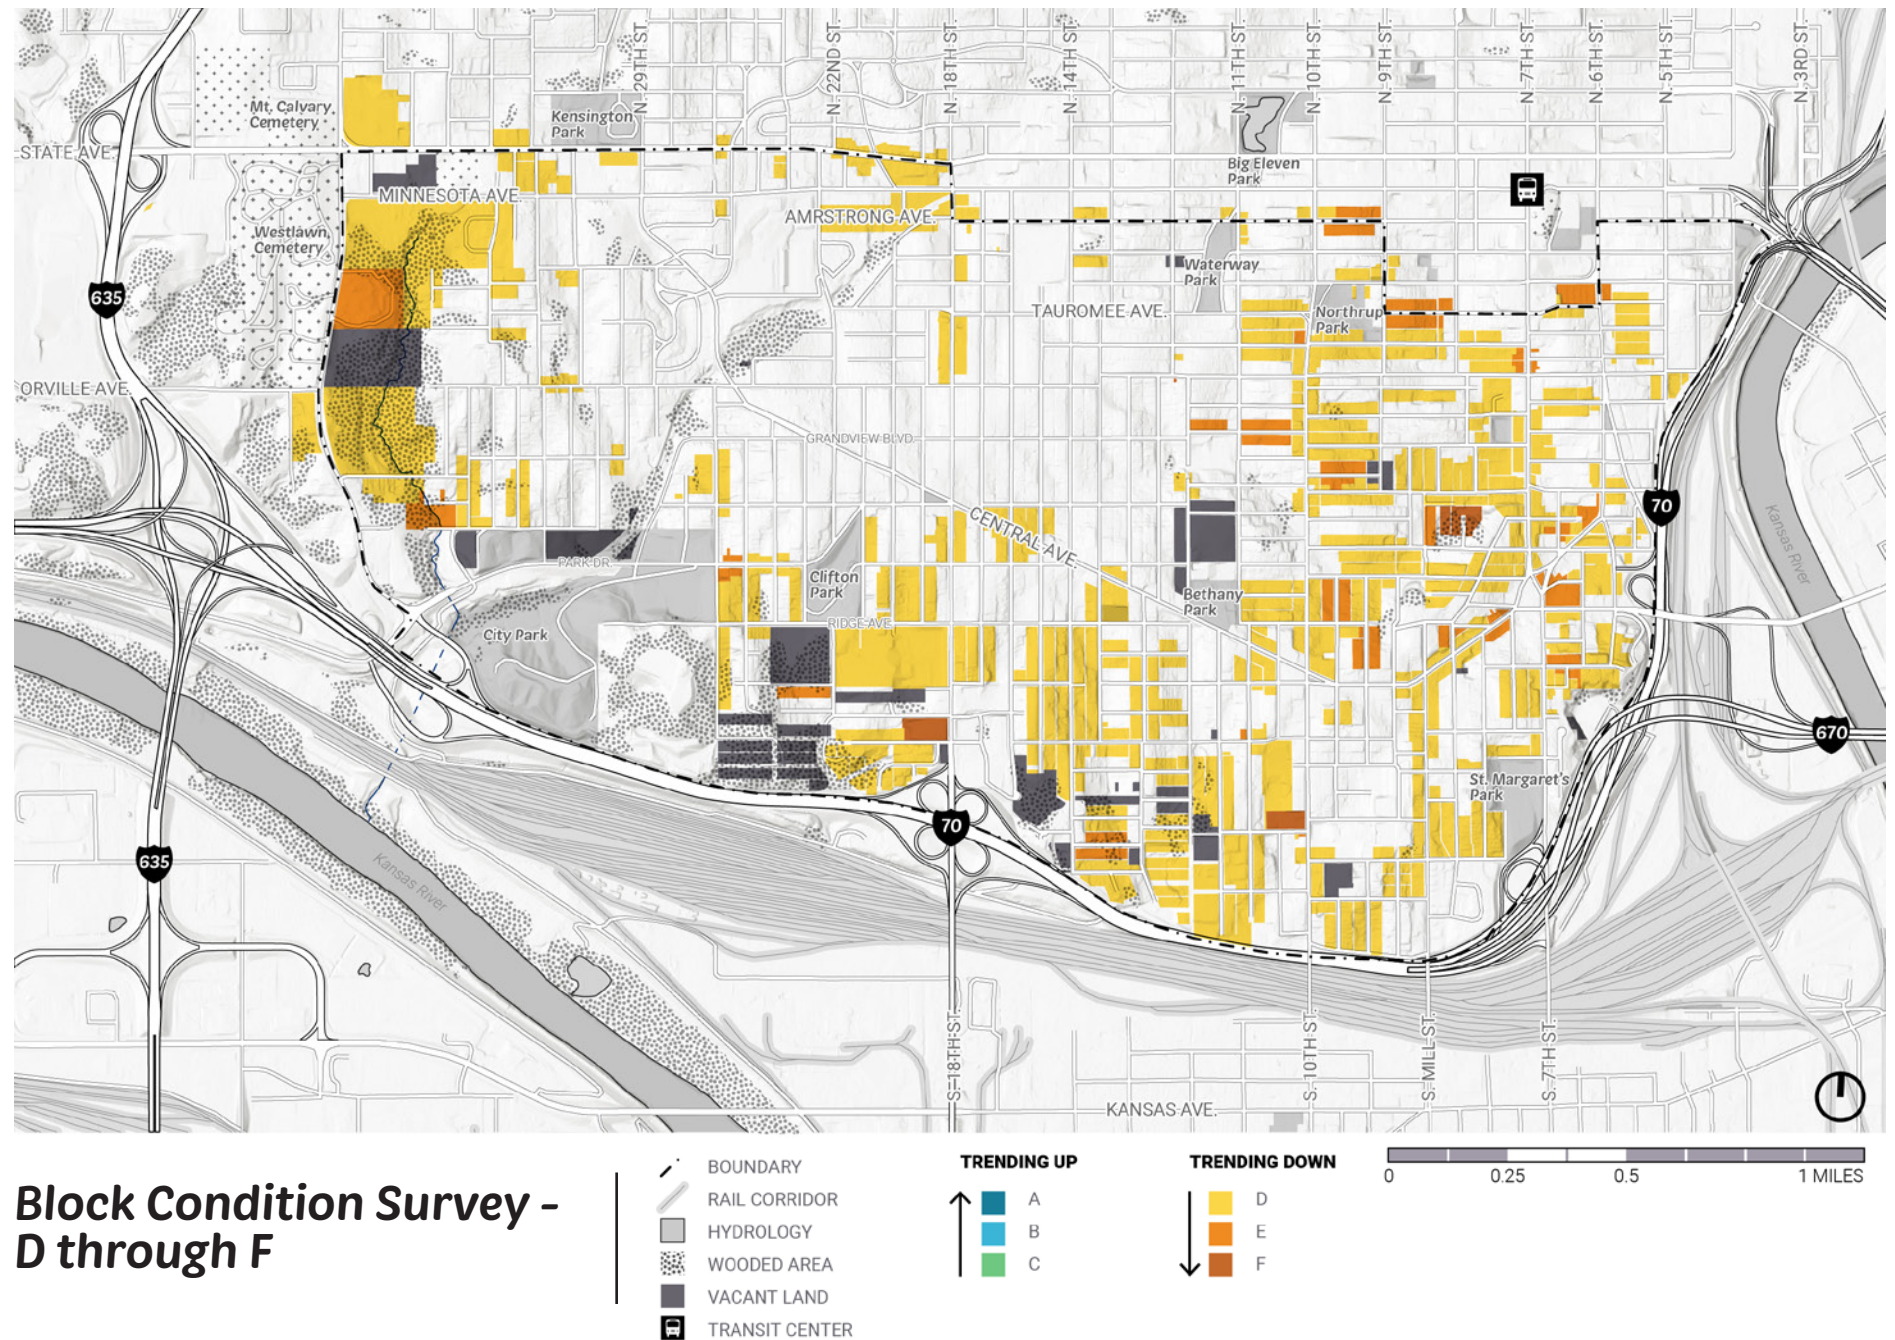 N. 29TH ST.
N. 22ND ST.
N. 18TH ST.
N. 14TH ST.
N. 11TH ST.
N. 10TH ST.
N. 9TH ST.
N. 7TH ST.
N. 6TH ST.
N. 5TH ST.
N. 3RD ST.
Mt. Calvary
Cemetery
Kensington
Park
STATE AVE.
Big Eleven
Park
MINNESOTA AVE.
AMRSTRONG AVE.
Westlawn
Cemetery
Waterway
Park
635
TAUROMEE AVE.
Northrup
Park
ORVILLE AVE.
GRANDVIEW BLVD.
70
CENTRAL AVE.
Kansas River
PARK DR.
Clifton
Park
Bethany
Park
RIDGE AVE.
City Park
670
St. Margaret's
Park
70
635
Kansas River
S. 18TH ST.
S. 10TH ST.
S. MILL ST.
S. 7TH ST.
KANSAS AVE.
Block Condition Survey -
D through F
BOUNDARY
RAIL CORRIDOR
HYDROLOGY
WOODED AREA
VACANT LAND
TRANSIT CENTER
TRENDING UP
A
B
C
TRENDING DOWN
D
E
F
0 0.25 0.5 1 MILES